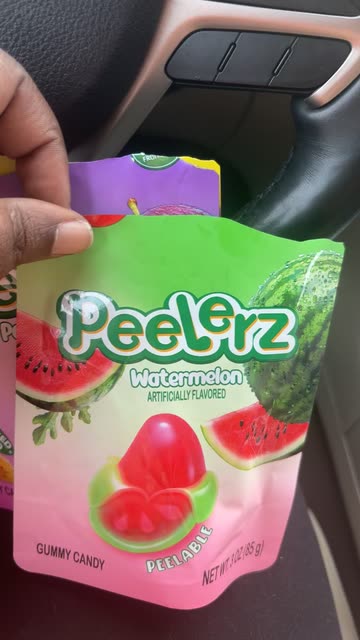 Peelerz
Watermelon
ARTIFICIALLY FLAVORED
PEELABLE
GUMMY CANDY
NET WT. 3 OZ (85 g)